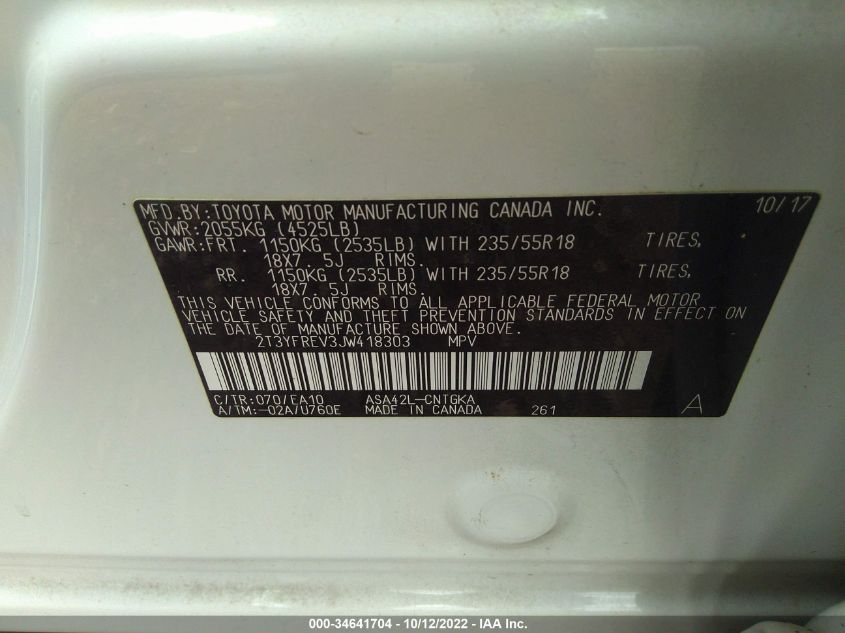 MFD.BY:TOYOTA MOTOR MANUFACTURING CANADA INC. 10/17
GVWR:2055KG (4525LB)
GAWR:FRT. 1150KG (2535LB) WITH 235/55R18 TIRES,
18X7. 5J RIMS.
RR. 1150KG (2535LB) WITH 235/55R18 TIRES,
18X7. 5J RIMS.
THIS VEHICLE CONFORMS TO ALL APPLICABLE FEDERAL MOTOR
VEHICLE SAFETY AND THEFT PREVENTION STANDARDS IN EFFECT ON
THE DATE OF MANUFACTURE SHOWN ABOVE.
2T3YFREV3JW418303 MPV
C/TR:070/EA10 ASA42L-CNTGKA
A/TM:-02A/U760E MADE IN CANADA 261 A
000-34641704 - 10/12/2022 - IAA Inc.